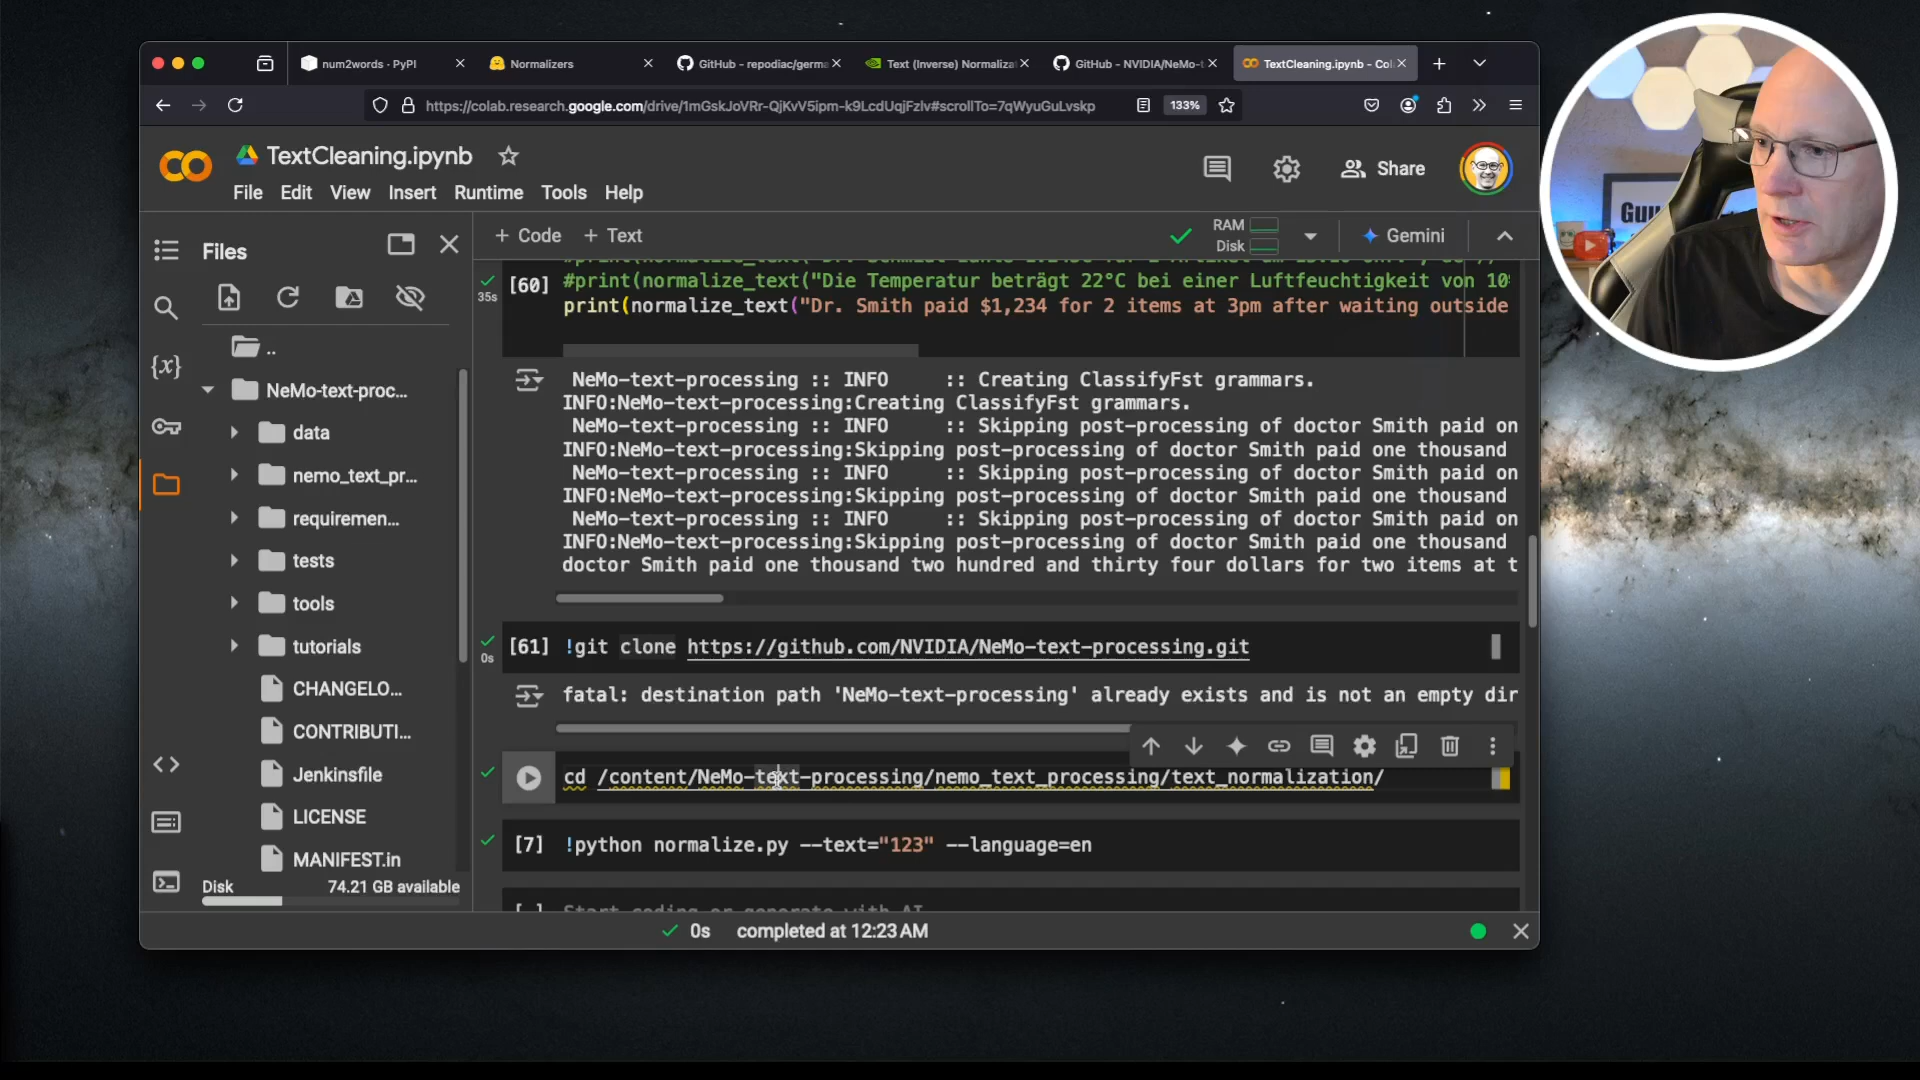 num2words · PyPI
Normalizers
GitHub - repodiac/germa
Text (Inverse) Normaliza
GitHub - NVIDIA/NeMo-t
TextCleaning.ipynb - Col
https://colab.research.google.com/drive/1mGskJoVRr-QjKvV5ipm-k9LcdUqjFzlv#scrollTo=7qWyuGuLvskp
133%
TextCleaning.ipynb
File Edit View Insert Runtime Tools Help
Share
Files
+ Code + Text
RAM
Disk
Gemini
..
NeMo-text-proc...
data
nemo_text_pr...
requiremen...
tests
tools
tutorials
CHANGELO...
CONTRIBUTI...
Jenkinsfile
LICENSE
MANIFEST.in
Disk 74.21 GB available
35s
[60]
#print(normalize_text("Die Temperatur beträgt 22°C bei einer Luftfeuchtigkeit von 10
print(normalize_text("Dr. Smith paid $1,234 for 2 items at 3pm after waiting outside
NeMo-text-processing :: INFO     :: Creating ClassifyFst grammars.
INFO:NeMo-text-processing:Creating ClassifyFst grammars.
NeMo-text-processing :: INFO     :: Skipping post-processing of doctor Smith paid on
INFO:NeMo-text-processing:Skipping post-processing of doctor Smith paid one thousand
NeMo-text-processing :: INFO     :: Skipping post-processing of doctor Smith paid on
INFO:NeMo-text-processing:Skipping post-processing of doctor Smith paid one thousand
NeMo-text-processing :: INFO     :: Skipping post-processing of doctor Smith paid on
INFO:NeMo-text-processing:Skipping post-processing of doctor Smith paid one thousand
doctor Smith paid one thousand two hundred and thirty four dollars for two items at t
0s
[61] !git clone https://github.com/NVIDIA/NeMo-text-processing.git
fatal: destination path 'NeMo-text-processing' already exists and is not an empty dir
cd /content/NeMo-text-processing/nemo_text_processing/text_normalization/
[7] !python normalize.py --text="123" --language=en
[ ] Start coding or generate with AI
0s completed at 12:23 AM